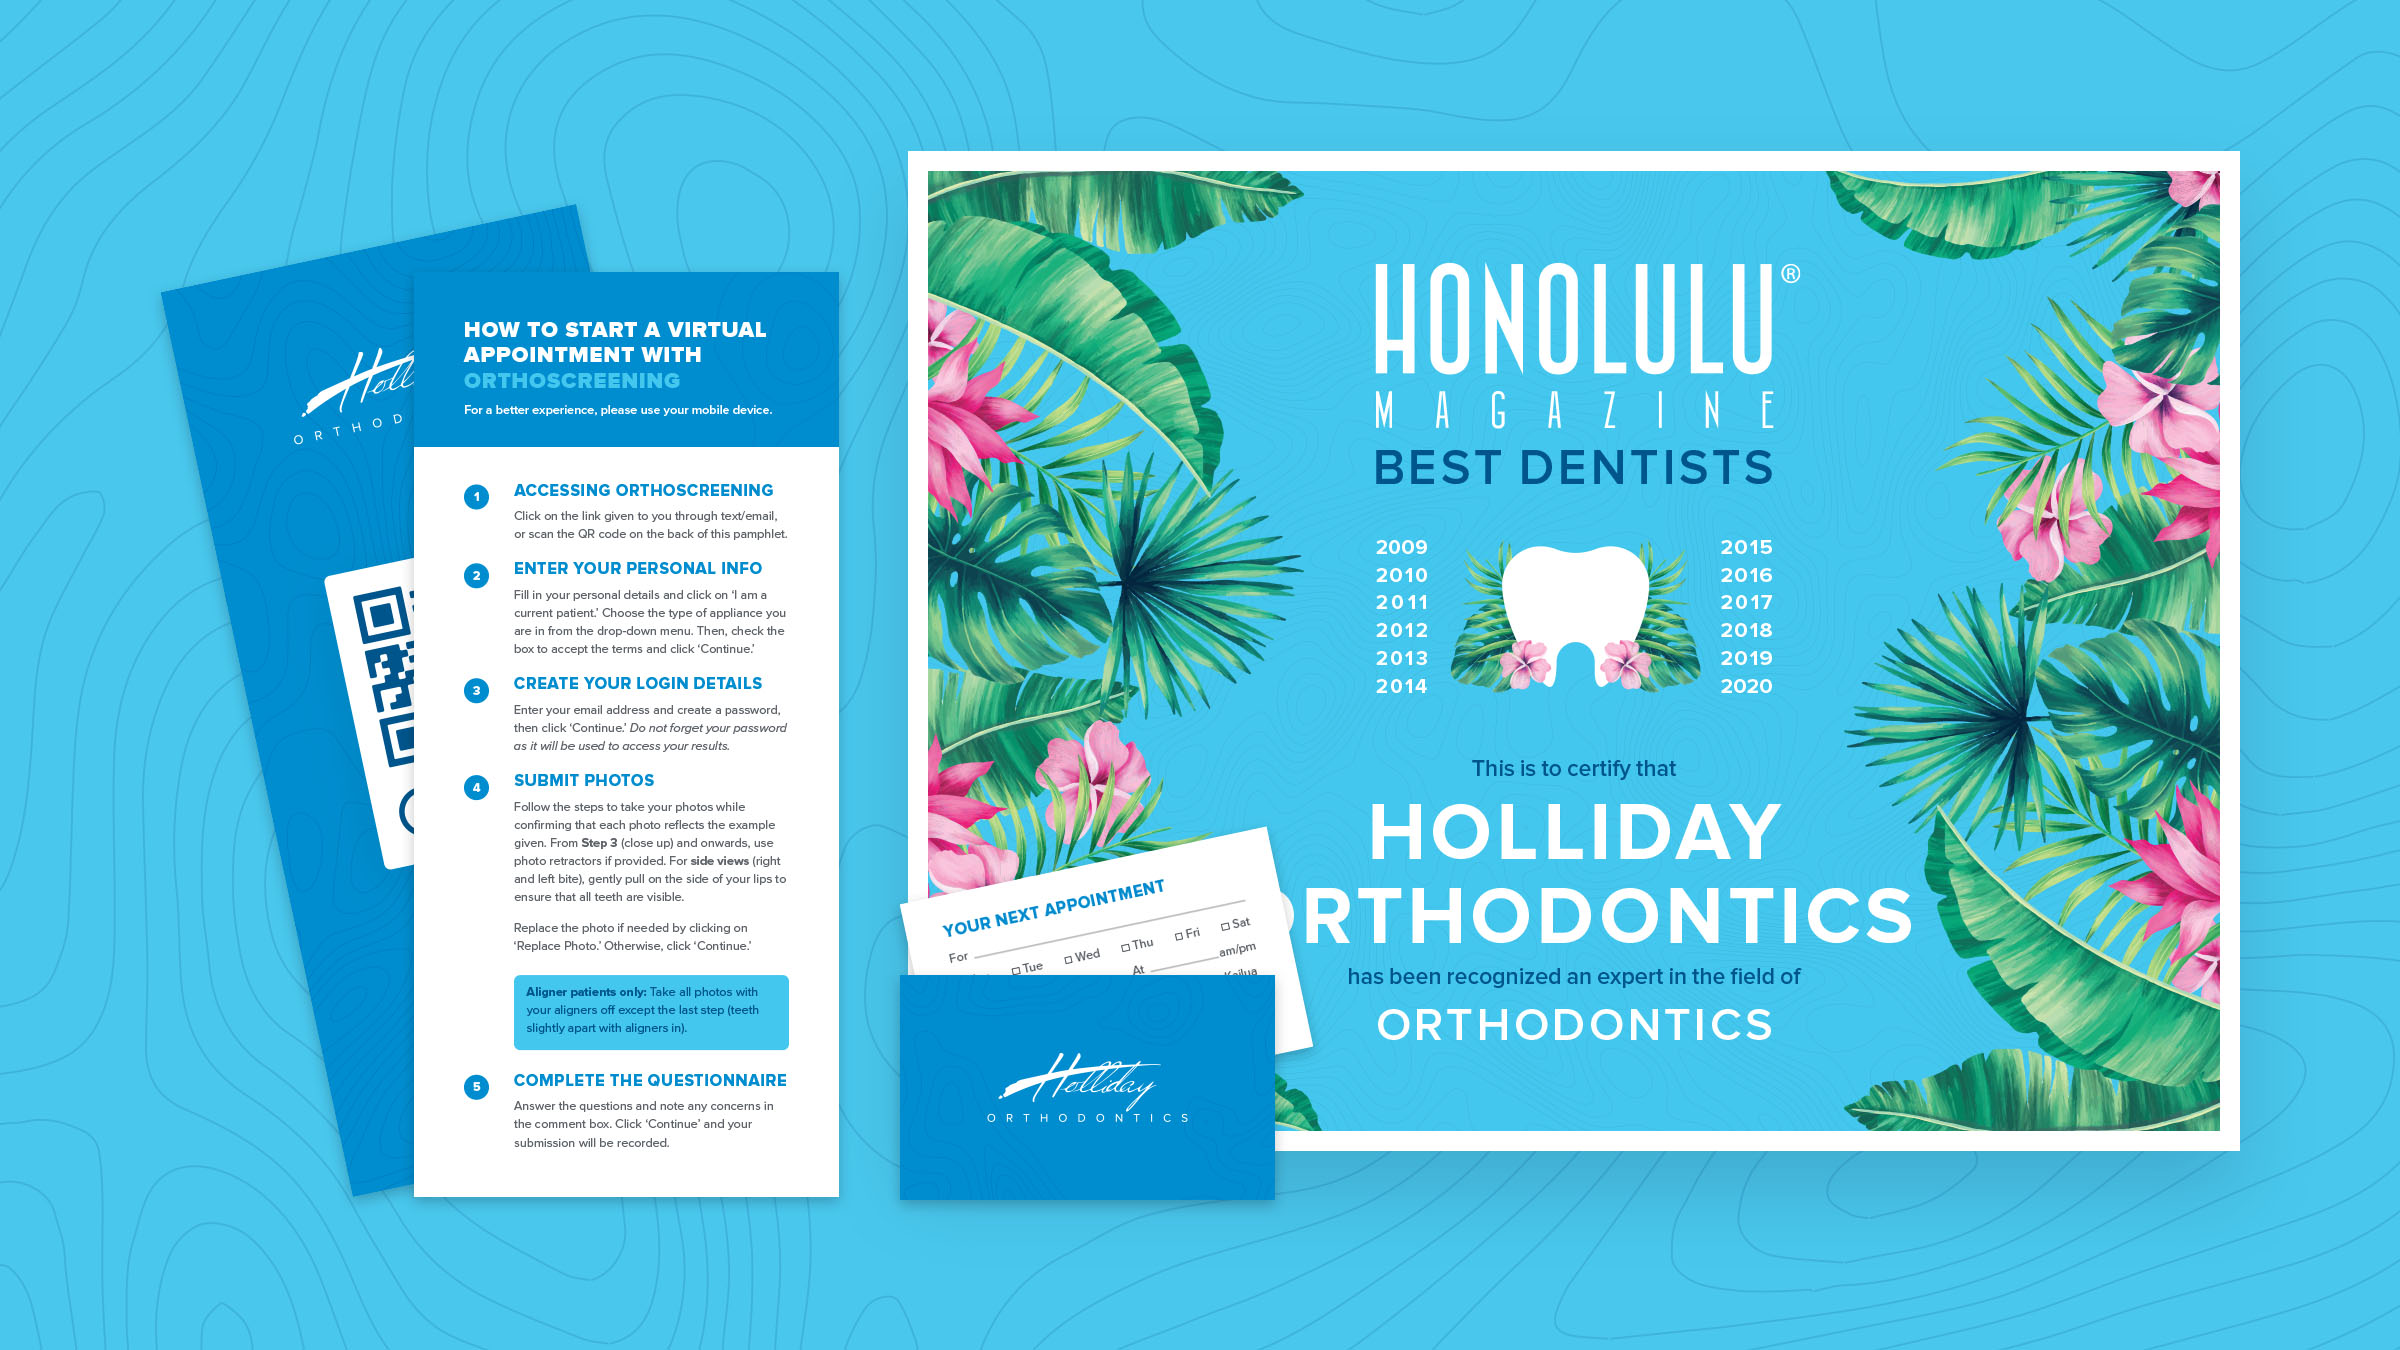 Holl
ORTHOD
HOW TO START A VIRTUAL
APPOINTMENT WITH
ORTHOSCREENING
For a better experience, please use your mobile device.
1
ACCESSING ORTHOSCREENING
Click on the link given to you through text/email,
or scan the QR code on the back of this pamphlet.
2
ENTER YOUR PERSONAL INFO
Fill in your personal details and click on ‘I am a
current patient.’ Choose the type of appliance you
are in from the drop-down menu. Then, check the
box to accept the terms and click ‘Continue.’
3
CREATE YOUR LOGIN DETAILS
Enter your email address and create a password,
then click ‘Continue.’ Do not forget your password
as it will be used to access your results.
4
SUBMIT PHOTOS
Follow the steps to take your photos while
confirming that each photo reflects the example
given. From Step 3 (close up) and onwards, use
photo retractors if provided. For side views (right
and left bite), gently pull on the side of your lips to
ensure that all teeth are visible.
Replace the photo if needed by clicking on
‘Replace Photo.’ Otherwise, click ‘Continue.’
Aligner patients only: Take all photos with
your aligners off except the last step (teeth
slightly apart with aligners in).
5
COMPLETE THE QUESTIONNAIRE
Answer the questions and note any concerns in
the comment box. Click ‘Continue’ and your
submission will be recorded.
HONOLULU®
MAGAZINE
BEST DENTISTS
2009
2010
2011
2012
2013
2014
2015
2016
2017
2018
2019
2020
This is to certify that
HOLLIDAY
ORTHODONTICS
has been recognized an expert in the field of
ORTHODONTICS
YOUR NEXT APPOINTMENT
For
Tue Wed Thu Fri Sat
At am/pm
Kailua
Holliday
ORTHODONTICS